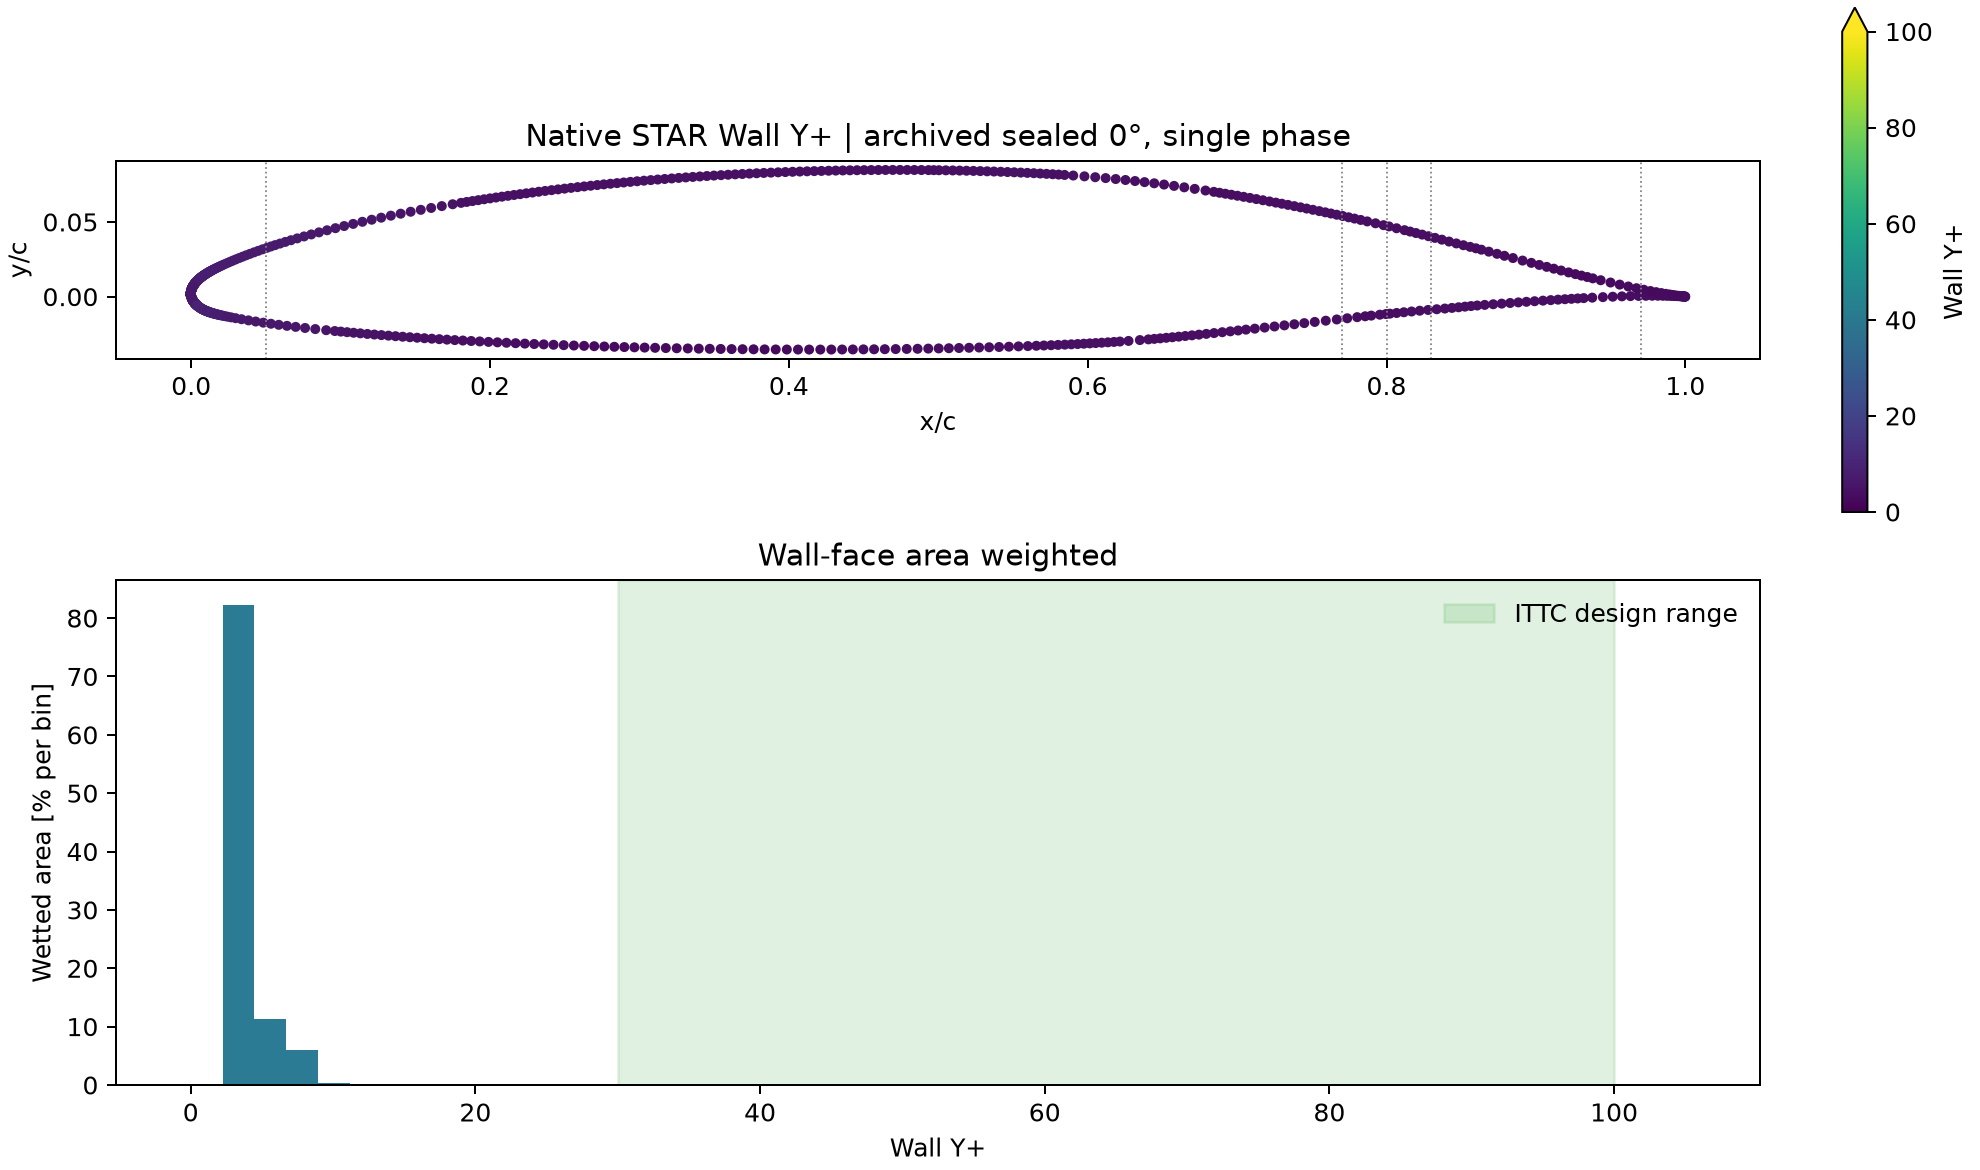 Native STAR Wall Y+ | archived sealed 0°, single phase
y/c
0.05
0.00
0.0 0.2 0.4 0.6 0.8 1.0
x/c
100
80
60
40
20
0
Wall Y+
Wall-face area weighted
ITTC design range
Wetted area [% per bin]
80
70
60
50
40
30
20
10
0
0 20 40 60 80 100
Wall Y+